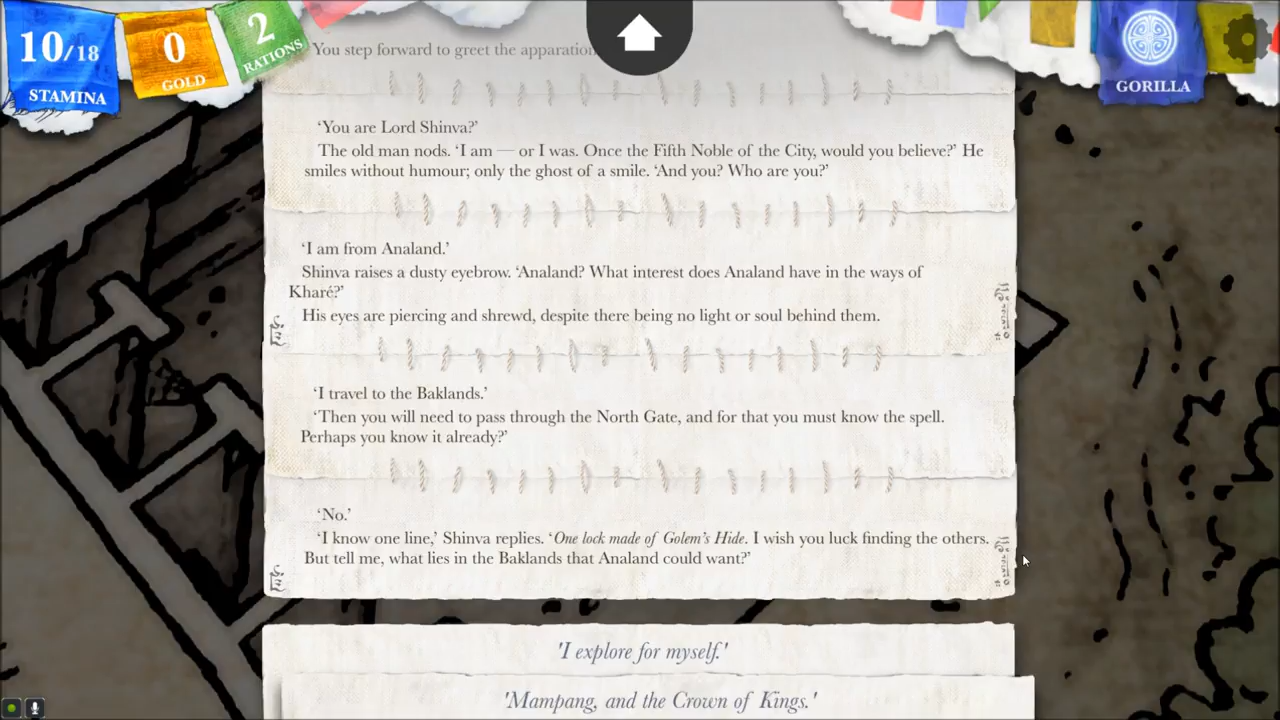 10/18
STAMINA
0
GOLD
2
RATIONS
GORILLA
You step forward to greet the apparation
'You are Lord Shinva?'
The old man nods. 'I am — or I was. Once the Fifth Noble of the City, would you believe?' He
smiles without humour; only the ghost of a smile. 'And you? Who are you?'
'I am from Analand.'
Shinva raises a dusty eyebrow. 'Analand? What interest does Analand have in the ways of
Kharé?'
His eyes are piercing and shrewd, despite there being no light or soul behind them.
'I travel to the Baklands.'
'Then you will need to pass through the North Gate, and for that you must know the spell.
Perhaps you know it already?'
'No.'
'I know one line,' Shinva replies. 'One lock made of Golem's Hide. I wish you luck finding the others.
But tell me, what lies in the Baklands that Analand could want?'
'I explore for myself.'
'Mampang, and the Crown of Kings.'